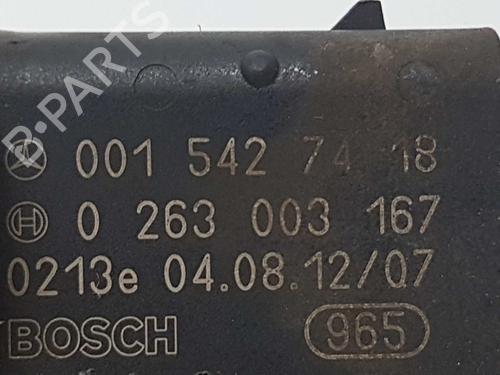 B-PARTS
001 542 74 18
0 263 003 167
0213e 04.08.12/07
BOSCH 965